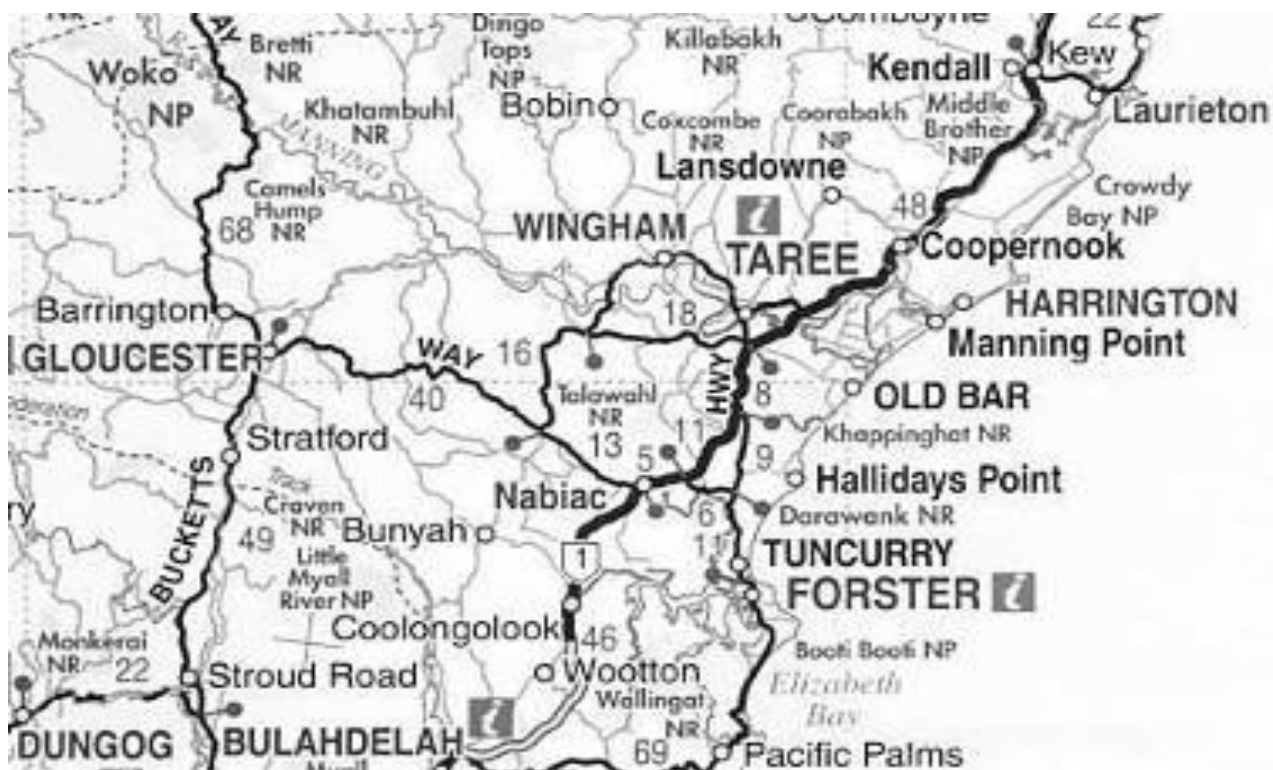 22
Bretti
NR
Dingo
Tops
NP
Killabakh
NR
Kew
Woko
NP
Kendall
Khatambuhl
NR
Bobin
Coxcombe
NR
Coorabakh
NP
Middle
Brother
NP
Laurieton
MANNING
Lansdowne
Camels
Hump
NR
Crowdy
Bay NP
68
WINGHAM
i
TAREE
48
Coopernook
Barrington
18
HARRINGTON
Manning Point
GLOUCESTER
WAY
16
HWY
40
Talawahl
NR
8
OLD BAR
13
11
Khappinghat NR
Stratford
5
9
Hallidays Point
Nabiac
1
6
Darawank NR
BUCKETTS
Craven
NR
49
Bunyah
Little
Myall
River NP
1
11
TUNCURRY
FORSTER
i
Coolongolook
46
Monkerai
NR
22
Stroud Road
Wootton
Booti Booti NP
Wallingat
NR
Elizabeth
Bay
i
DUNGOG
BULAHDELAH
69
Pacific Palms